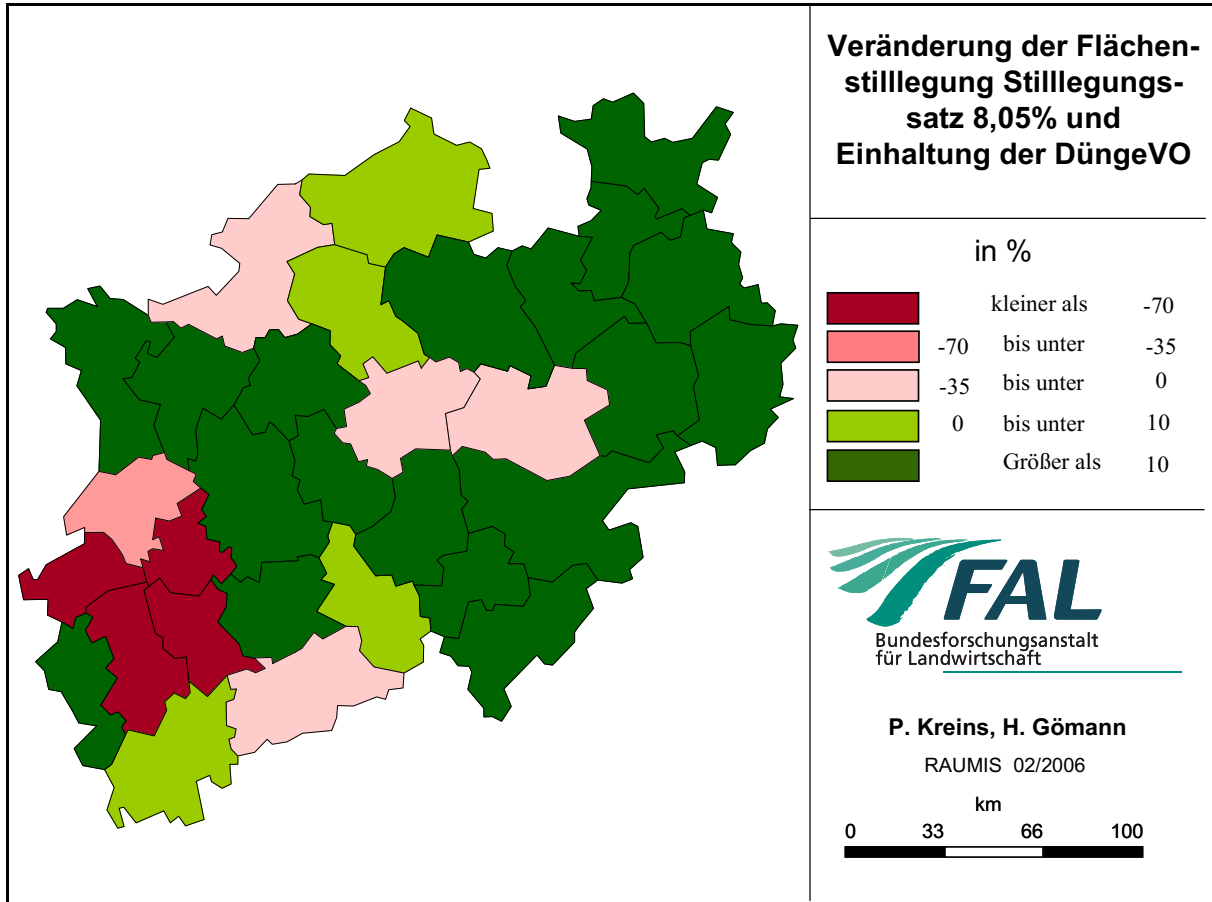 Veränderung der Flächen-
stilllegung Stilllegungs-
satz 8,05% und
Einhaltung der DüngeVO
in %
kleiner als -70
-70 bis unter -35
-35 bis unter 0
0 bis unter 10
Größer als 10
FAL
Bundesforschungsanstalt
für Landwirtschaft
P. Kreins, H. Gömann
RAUMIS 02/2006
km
0 33 66 100